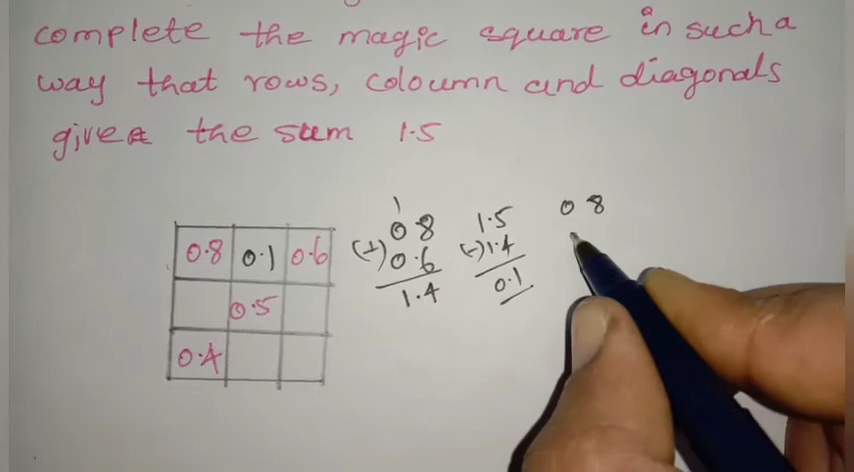 complete the magic square in such a
way that rows, coloumn and diagonals
give the sum 1.5
0.8 0.1 0.6
0.5
0.4
1
0 8
(+) 0.6
1.4
1.5
(-) 1.4
0.1
0 8